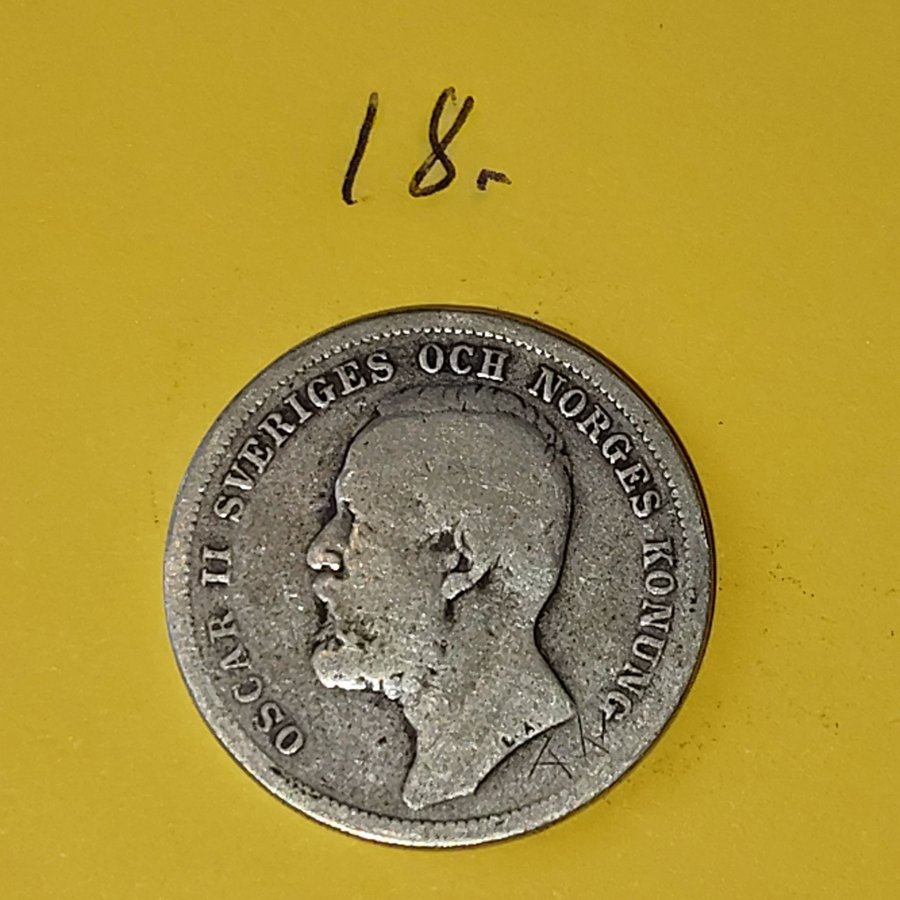 18.-
OSCAR II SVERIGES OCH NORGES KONUNG
L.A.